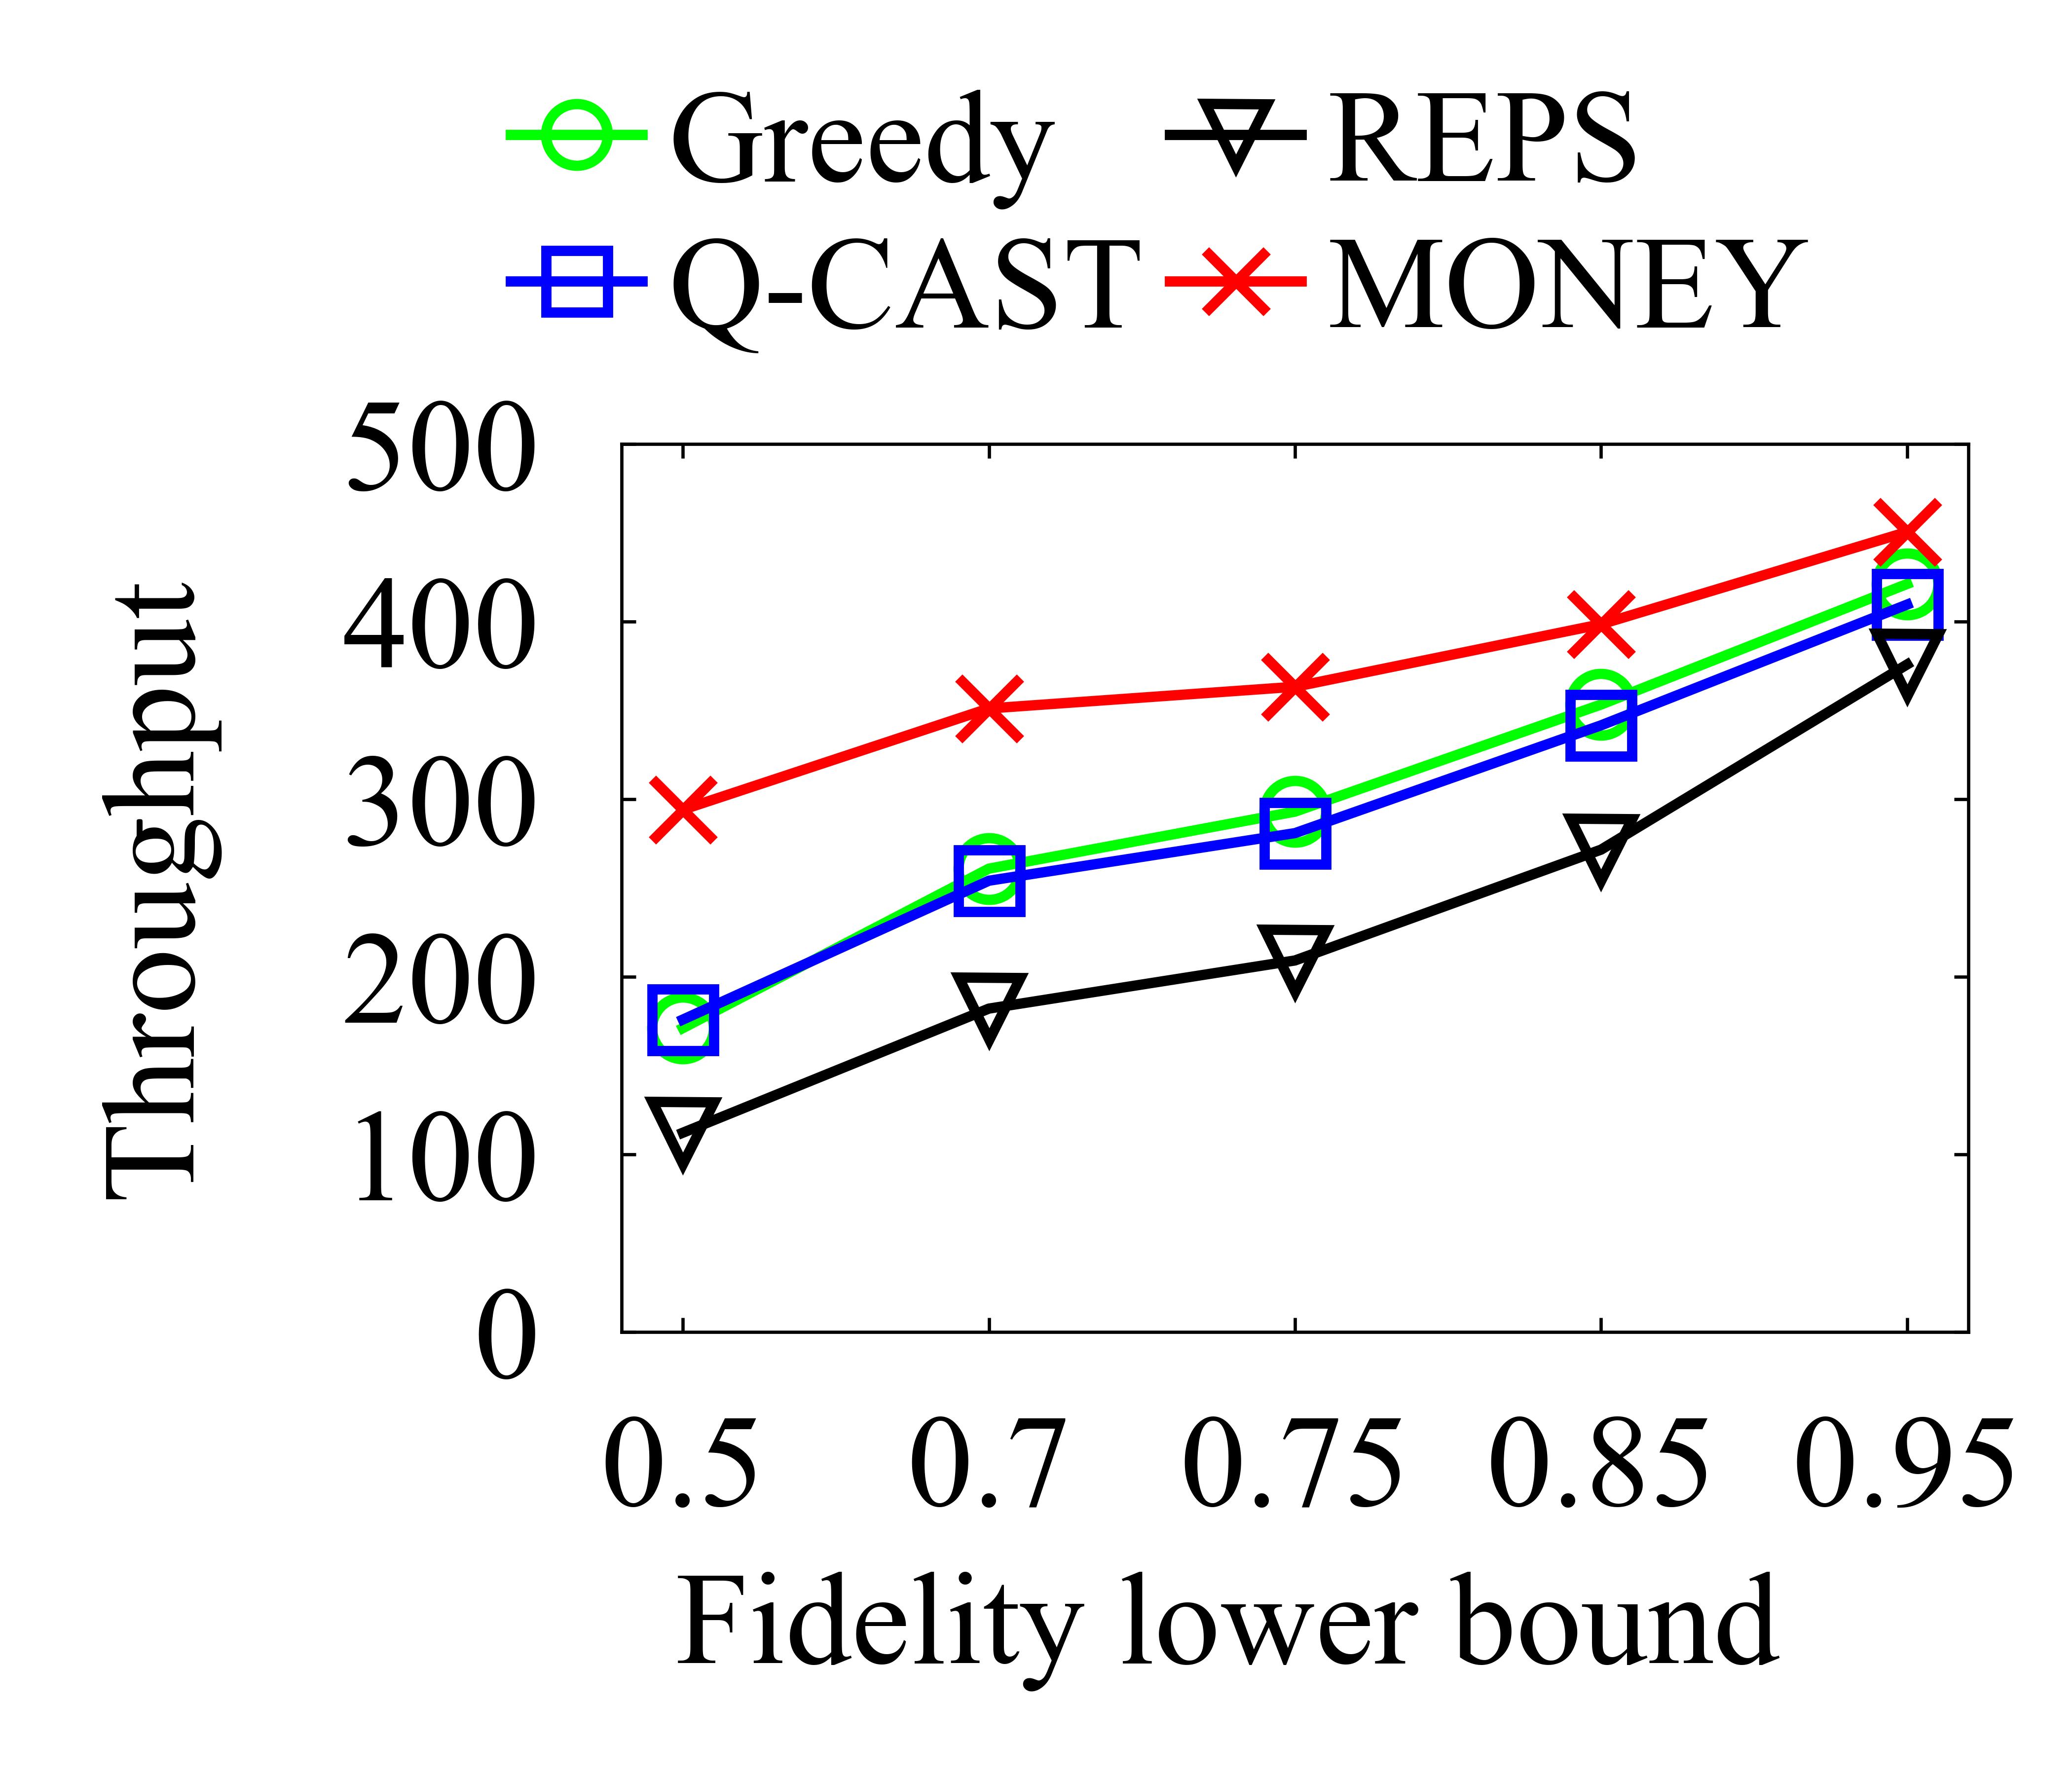 Greedy REPS
Q-CAST MONEY
500
400
300
200
100
0
Throughput
0.5 0.7 0.75 0.85 0.95
Fidelity lower bound